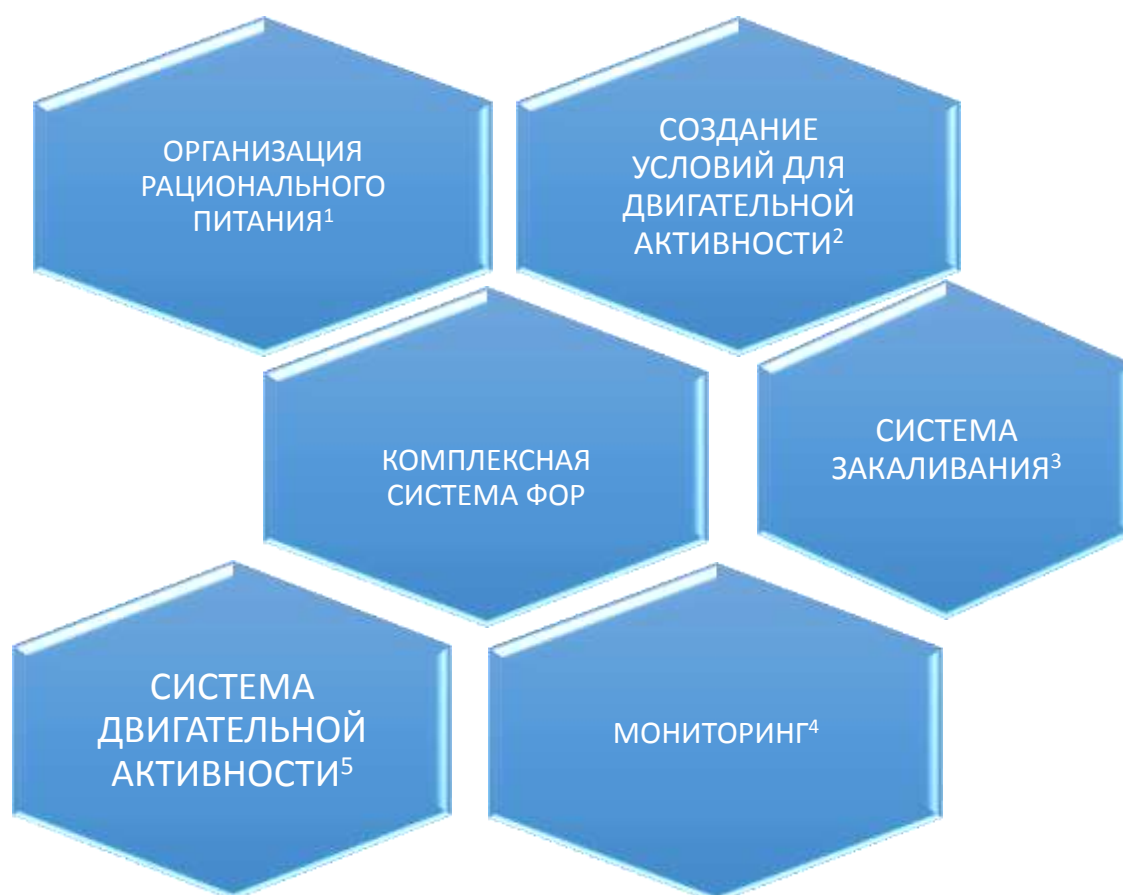 ОРГАНИЗАЦИЯ
РАЦИОНАЛЬНОГО
ПИТАНИЯ¹
СОЗДАНИЕ
УСЛОВИЙ ДЛЯ
ДВИГАТЕЛЬНОЙ
АКТИВНОСТИ²
КОМПЛЕКСНАЯ
СИСТЕМА ФОР
СИСТЕМА
ЗАКАЛИВАНИЯ³
СИСТЕМА
ДВИГАТЕЛЬНОЙ
АКТИВНОСТИ⁵
МОНИТОРИНГ⁴